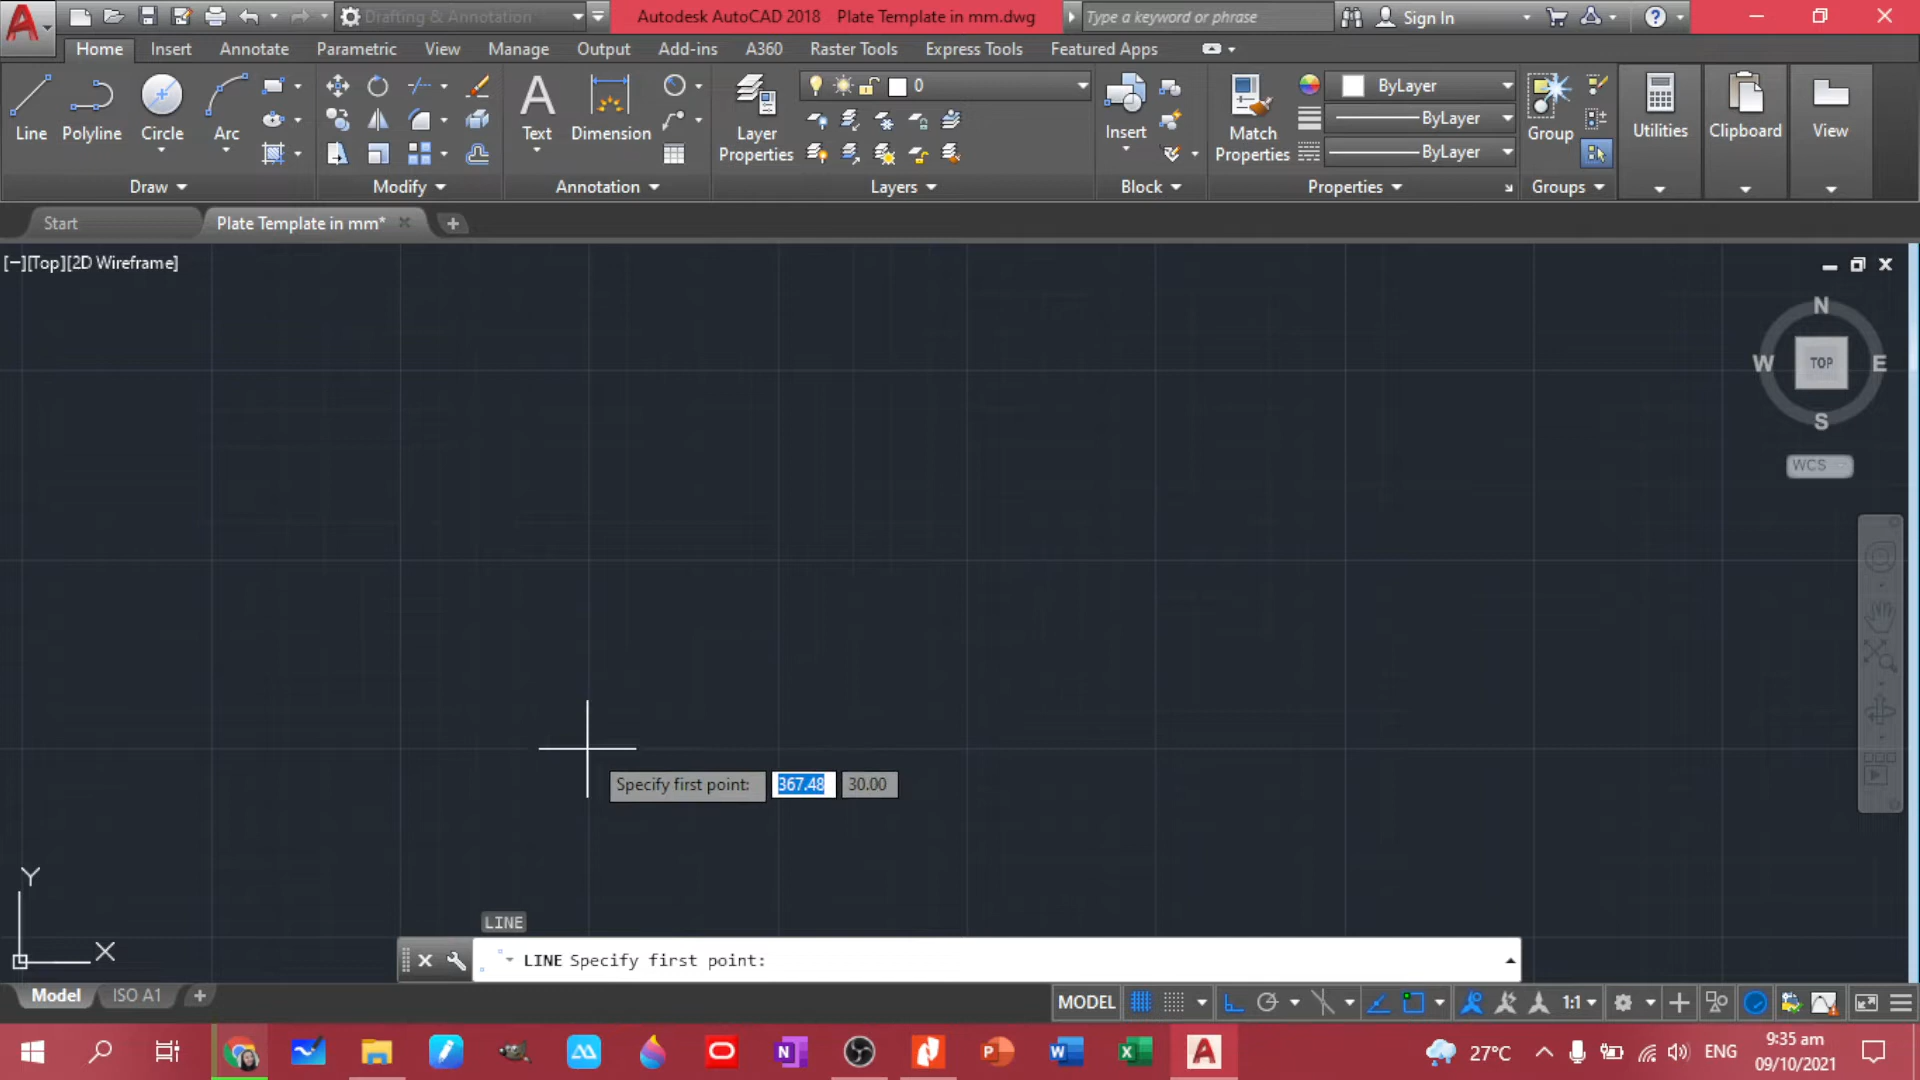 Drafting & Annotation
Autodesk AutoCAD 2018 Plate Template in mm.dwg
Type a keyword or phrase
Sign In
Home Insert Annotate Parametric View Manage Output Add-ins A360 Raster Tools Express Tools Featured Apps
0
ByLayer
ByLayer
ByLayer
Line Polyline Circle Arc
Text Dimension
Layer
Properties
Insert
Match
Properties
Group
Utilities Clipboard View
Draw Modify Annotation Layers Block Properties Groups
Start Plate Template in mm*
[−][Top][2D Wireframe]
N
W TOP E
S
WCS
Specify first point: 367.48 30.00
Y
X
LINE
LINE Specify first point:
Model ISO A1
MODEL 1:1
27°C ENG 9:35 am
09/10/2021